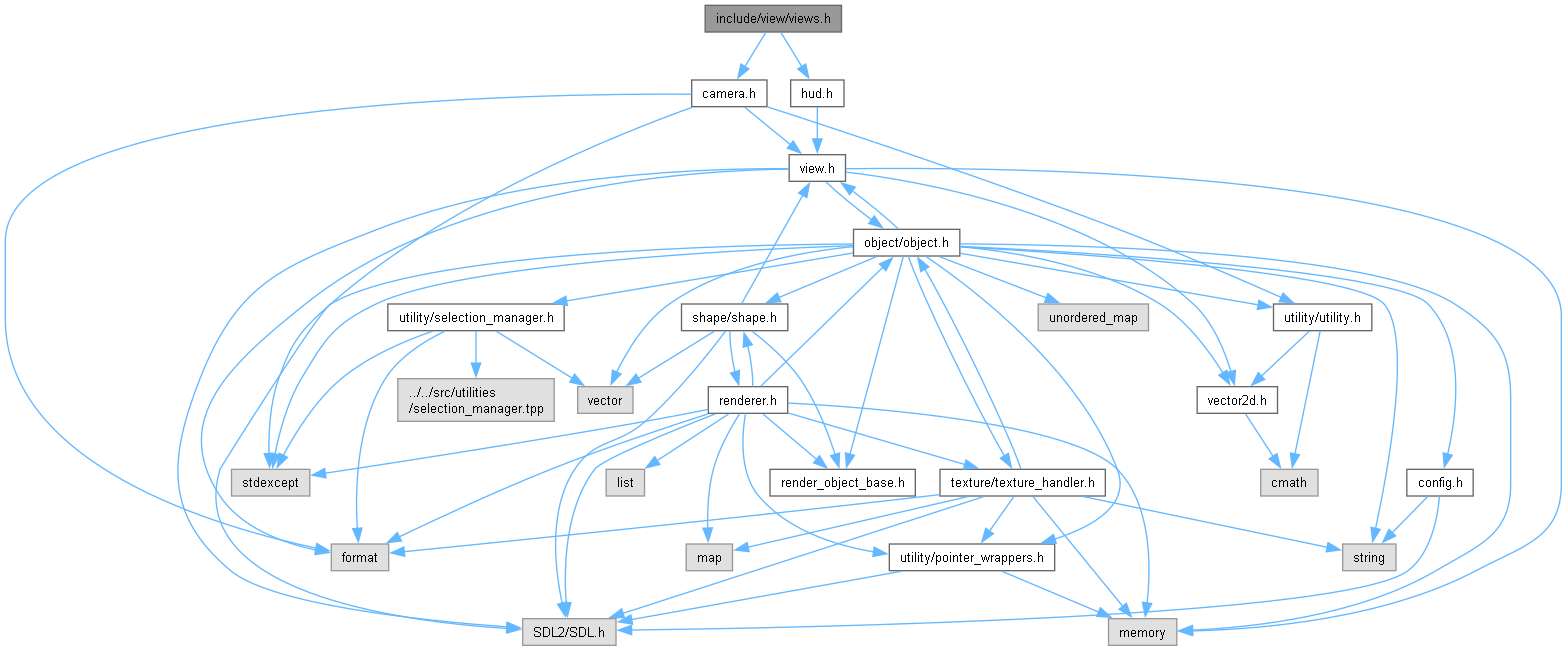 include/view/views.h
camera.h
hud.h
view.h
object/object.h
utility/selection_manager.h
shape/shape.h
unordered_map
utility/utility.h
../../src/utilities
/selection_manager.tpp
vector
renderer.h
vector2d.h
stdexcept
list
render_object_base.h
texture/texture_handler.h
cmath
config.h
format
map
utility/pointer_wrappers.h
string
SDL2/SDL.h
memory